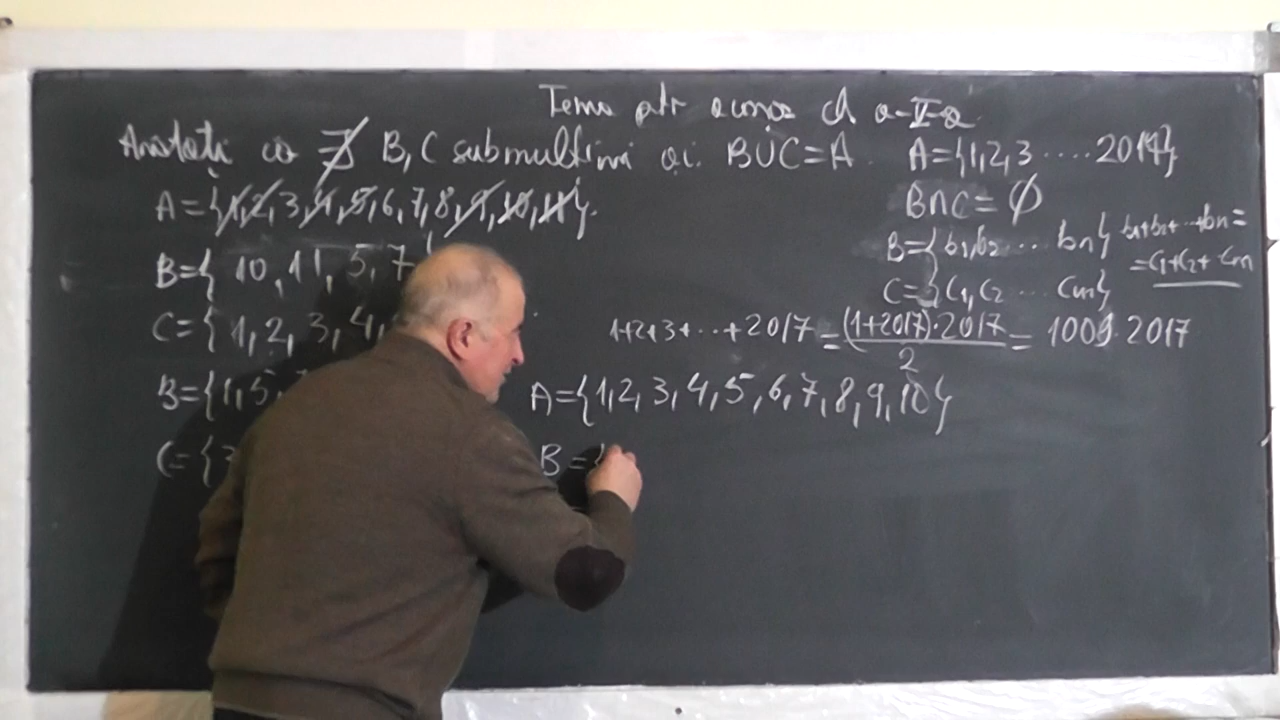 Tema ptr acasă cl a-V-a
Arătați că ∄ B, C submulțimi aî. B∪C=A A={1,2,3 ....2017}
A={1,2,3,4,5,6,7,8,9,10,11}. B∩C=∅
B={b1,b2 ... bn} b1+b2+...+bn=
B={10,11,5,7 =c1+c2+ cm
C={c1,c2 ... cm}
C={1,2,3,4, 1+2+3+...+2017=(1+2017)·2017/2=1009·2017
B={1,5, A={1,2,3,4,5,6,7,8,9,10}
C={3 B={